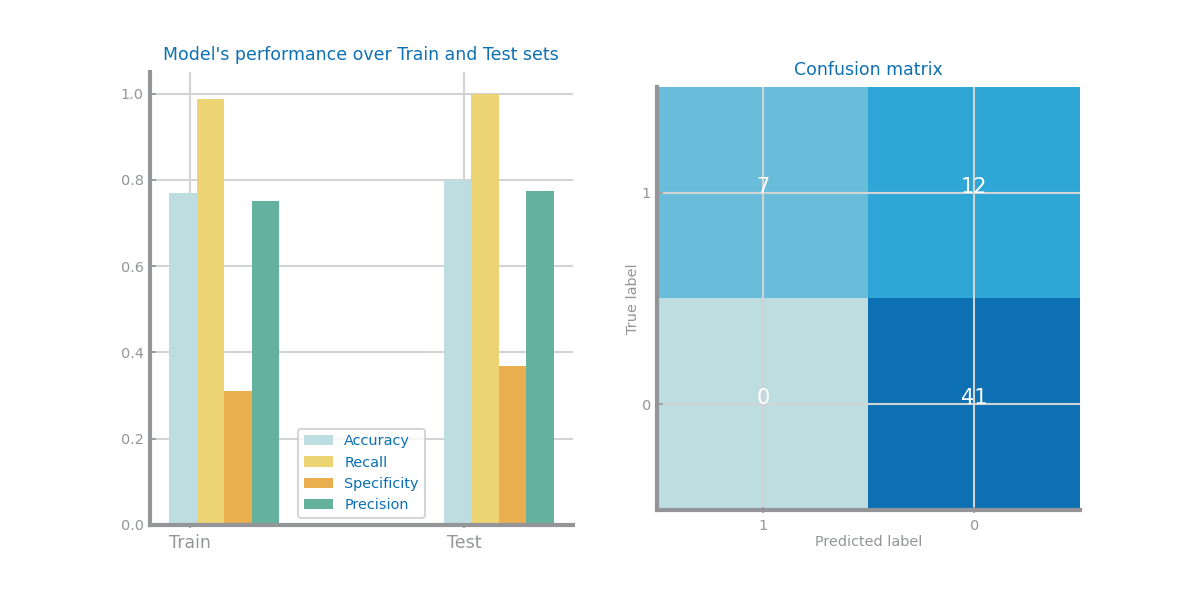 Model's performance over Train and Test sets
1.0
0.8
0.6
0.4
0.2
0.0
Accuracy
Recall
Specificity
Precision
Train Test
Confusion matrix
True label
1
0
7 12
0 41
1 0
Predicted label